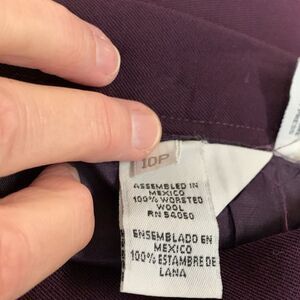 10P
ASSEMBLED IN
MEXICO
100% WORSTED
WOOL
RN 54050
ENSEMBLADO EN
MEXICO
100% ESTAMBRE DE
LANA